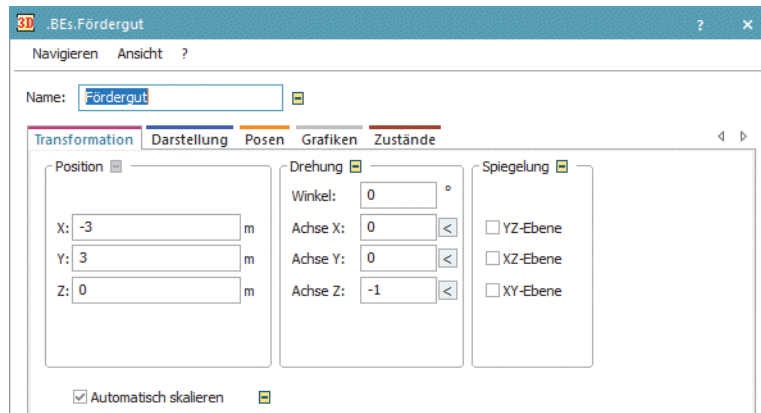 3D .BEs.Fördergut ? ×
Navigieren Ansicht ?
Name: Fördergut
Transformation Darstellung Posen Grafiken Zustände
Position Drehung Spiegelung
Winkel: 0 °
X: -3 m Achse X: 0 < YZ-Ebene
Y: 3 m Achse Y: 0 < XZ-Ebene
Z: 0 m Achse Z: -1 < XY-Ebene
Automatisch skalieren